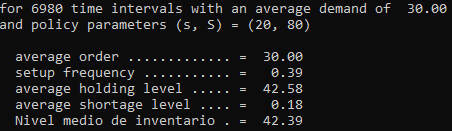 for 6980 time intervals with an average demand of  30.00
and policy parameters (s, S) = (20, 80)
average order ............. =  30.00
setup frequency ........... =   0.39
average holding level ..... =  42.58
average shortage level .... =   0.18
Nivel medio de inventario . =  42.39